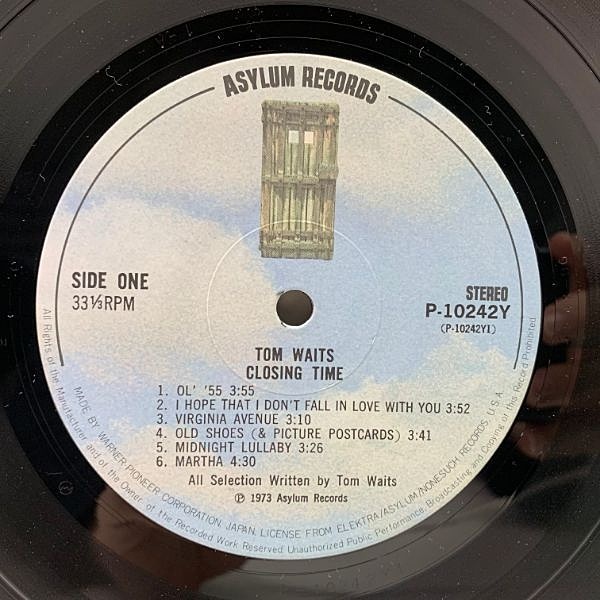 ASYLUM RECORDS
SIDE ONE
33⅓RPM
STEREO
P-10242Y
(P-10242Y1)
TOM WAITS
CLOSING TIME
1. OL' '55 3:55
2. I HOPE THAT I DON'T FALL IN LOVE WITH YOU 3:52
3. VIRGINIA AVENUE 3:10
4. OLD SHOES (& PICTURE POSTCARDS) 3:41
5. MIDNIGHT LULLABY 3:26
6. MARTHA 4:30
All Selection Written by Tom Waits
℗ 1973 Asylum Records
MADE BY WARNER-PIONEER CORPORATION, JAPAN, LICENSE FROM ELEKTRA/ASYLUM/NONESUCH RECORDS, U.S.A.
All Rights of the Manufacturer and of the Owner of the Recorded Work Reserved Unauthorized Public Performance, Broadcasting and Copying of this Record Prohibited